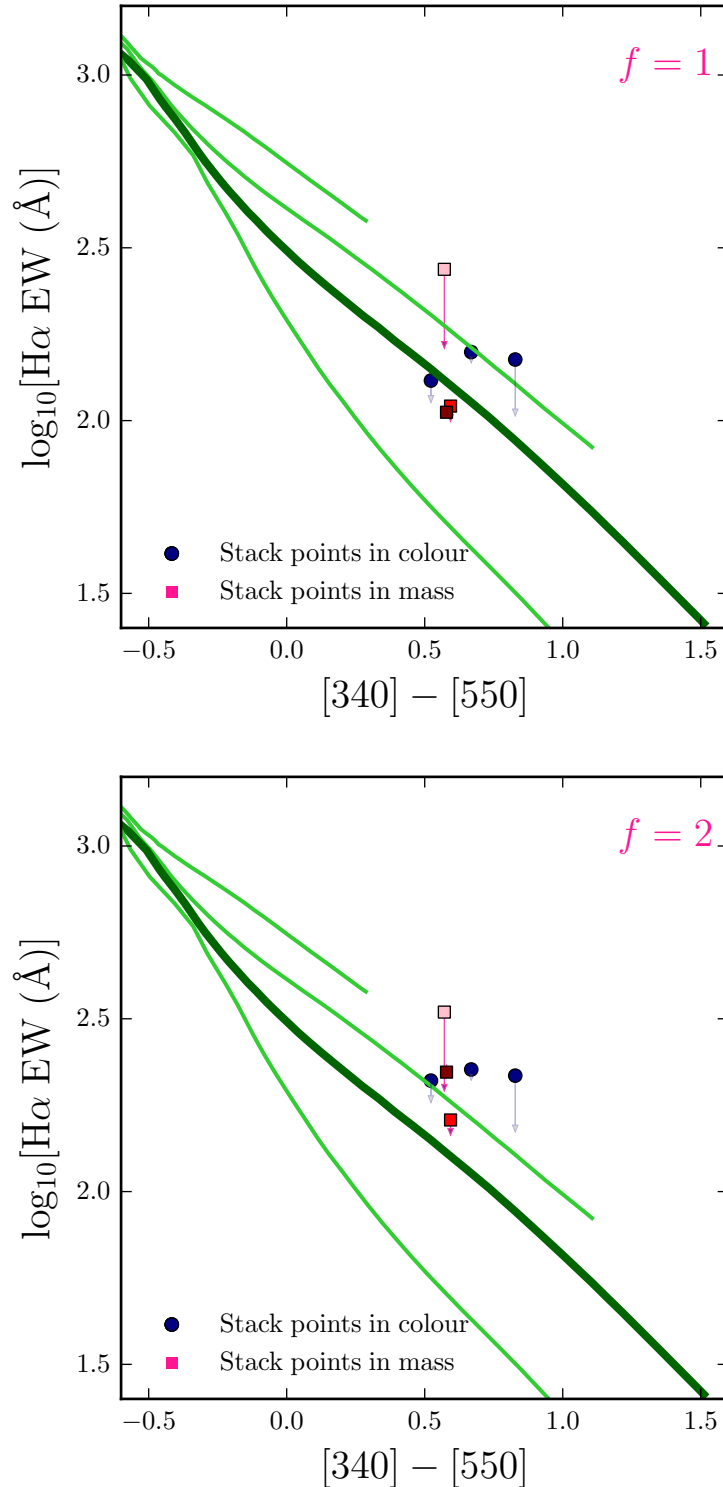 f = 1
log₁₀[Hα EW (Å)]
3.0
2.5
2.0
1.5
Stack points in colour
Stack points in mass
−0.5 0.0 0.5 1.0 1.5
[340] − [550]
f = 2
log₁₀[Hα EW (Å)]
3.0
2.5
2.0
1.5
Stack points in colour
Stack points in mass
−0.5 0.0 0.5 1.0 1.5
[340] − [550]